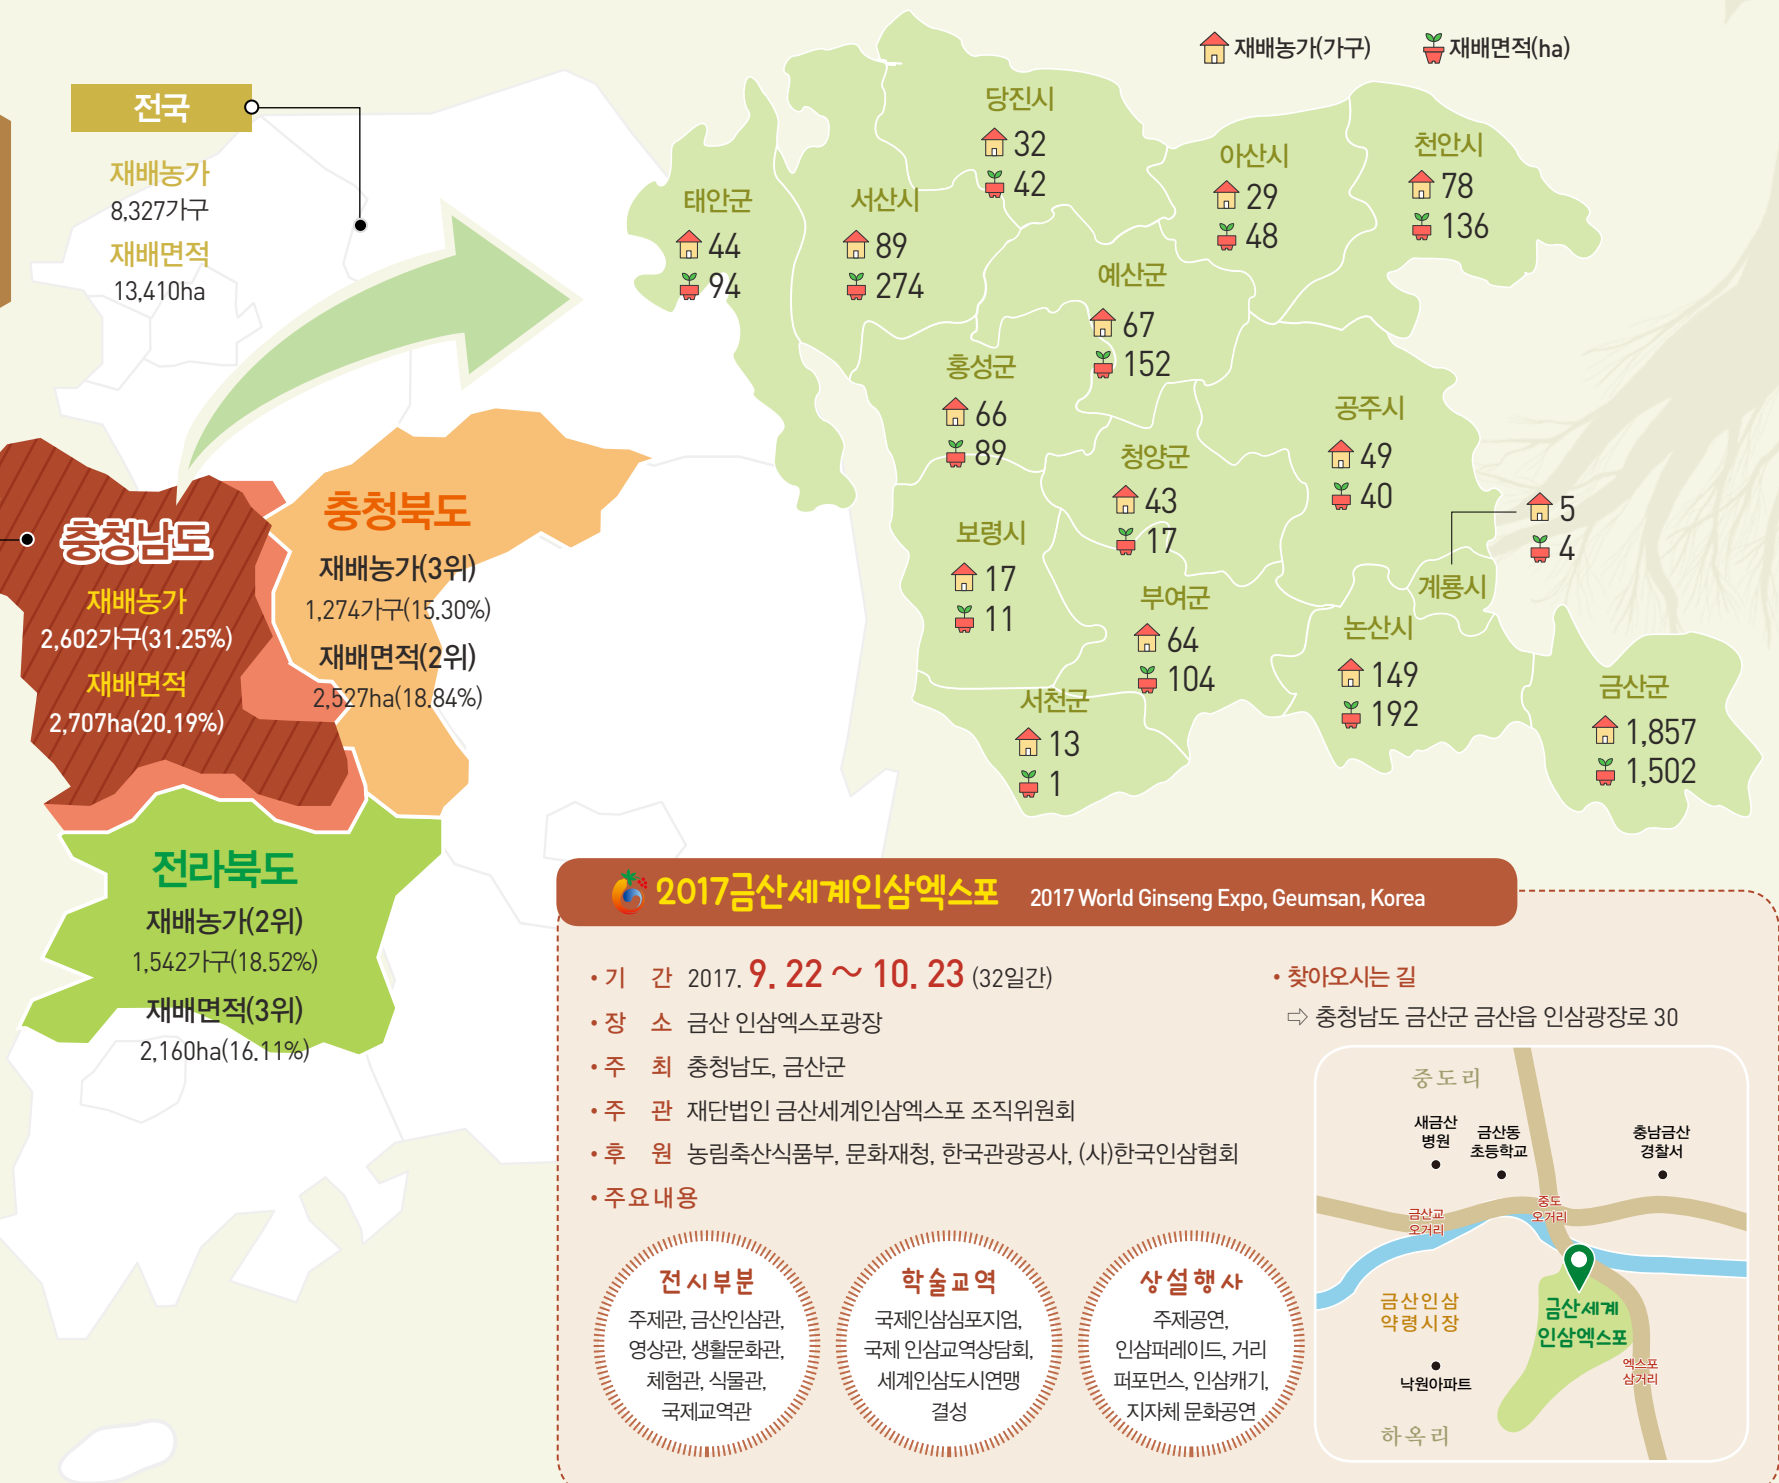 재배농가(가구)
재배면적(ha)
전국
재배농가
8,327가구
재배면적
13,410ha
충청남도
재배농가
2,602가구(31.25%)
재배면적
2,707ha(20.19%)
충청북도
재배농가(3위)
1,274가구(15.30%)
재배면적(2위)
2,527ha(18.84%)
전라북도
재배농가(2위)
1,542가구(18.52%)
재배면적(3위)
2,160ha(16.11%)
당진시
32
42
아산시
29
48
천안시
78
136
태안군
44
94
서산시
89
274
예산군
67
152
홍성군
66
89
공주시
49
40
청양군
43
17
5
4
계룡시
보령시
17
11
부여군
64
104
논산시
149
192
금산군
1,857
1,502
서천군
13
1
2017금산세계인삼엑스포 2017 World Ginseng Expo, Geumsan, Korea
• 기 간 2017. 9. 22 ~ 10. 23 (32일간)
• 장 소 금산 인삼엑스포광장
• 주 최 충청남도, 금산군
• 주 관 재단법인 금산세계인삼엑스포 조직위원회
• 후 원 농림축산식품부, 문화재청, 한국관광공사, (사)한국인삼협회
• 주요내용
전시부분
주제관, 금산인삼관,
영상관, 생활문화관,
체험관, 식물관,
국제교역관
학술교역
국제인삼심포지엄,
국제 인삼교역상담회,
세계인삼도시연맹
결성
상설행사
주제공연,
인삼퍼레이드, 거리
퍼포먼스, 인삼캐기,
지자체 문화공연
• 찾아오시는 길
⇨ 충청남도 금산군 금산읍 인삼광장로 30
중도리
새금산
병원
금산동
초등학교
충남금산
경찰서
금산교
오거리
중도
오거리
금산인삼
약령시장
금산세계
인삼엑스포
엑스포
삼거리
낙원아파트
하옥리